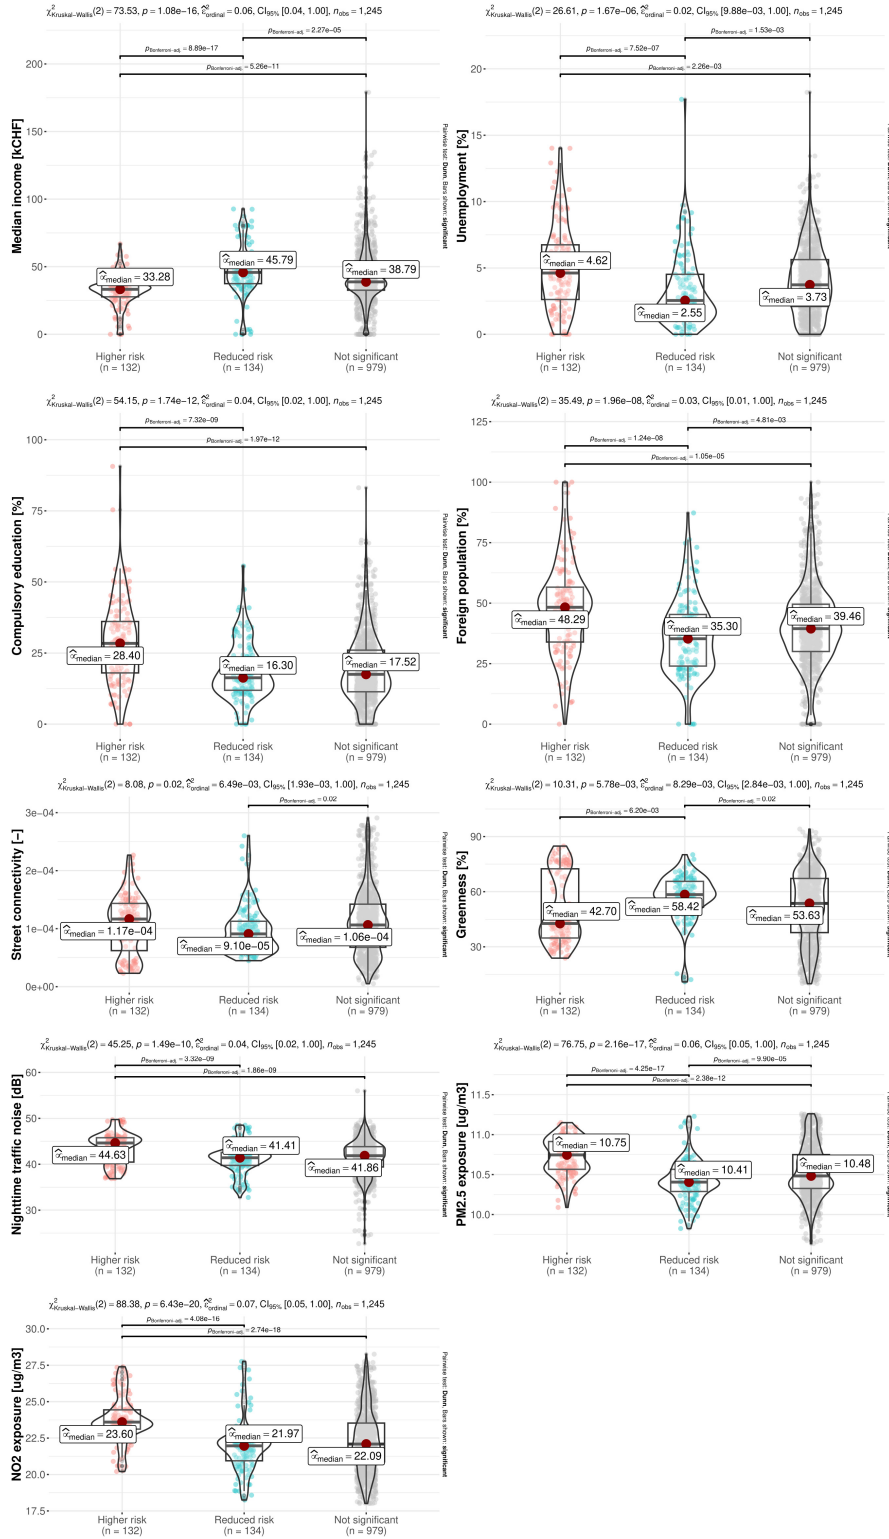 χ²Kruskal−Wallis(2) = 73.53, p = 1.08e−16, ε̂²ordinal = 0.06, CI95% [0.04, 1.00], nobs = 1,245
pBonferroni−adj. = 2.27e−05
pBonferroni−adj. = 8.89e−17
pBonferroni−adj. = 5.26e−11
Median income [kCHF]
200
150
100
50
0
μ̂median = 33.28
μ̂median = 45.79
μ̂median = 38.79
Higher risk
(n = 132)
Reduced risk
(n = 134)
Not significant
(n = 979)
Pairwise test: Dunn, Bars shown: significant
χ²Kruskal−Wallis(2) = 26.61, p = 1.67e−06, ε̂²ordinal = 0.02, CI95% [9.88e−03, 1.00], nobs = 1,245
pBonferroni−adj. = 1.53e−03
pBonferroni−adj. = 7.52e−07
pBonferroni−adj. = 2.26e−03
Unemployment [%]
20
15
10
5
0
μ̂median = 4.62
μ̂median = 2.55
μ̂median = 3.73
Higher risk
(n = 132)
Reduced risk
(n = 134)
Not significant
(n = 979)
χ²Kruskal−Wallis(2) = 54.15, p = 1.74e−12, ε̂²ordinal = 0.04, CI95% [0.02, 1.00], nobs = 1,245
pBonferroni−adj. = 7.32e−09
pBonferroni−adj. = 1.97e−12
Compulsory education [%]
100
75
50
25
0
μ̂median = 28.40
μ̂median = 16.30
μ̂median = 17.52
Higher risk
(n = 132)
Reduced risk
(n = 134)
Not significant
(n = 979)
Pairwise test: Dunn, Bars shown: significant
χ²Kruskal−Wallis(2) = 35.49, p = 1.96e−08, ε̂²ordinal = 0.03, CI95% [0.01, 1.00], nobs = 1,245
pBonferroni−adj. = 4.81e−03
pBonferroni−adj. = 1.24e−08
pBonferroni−adj. = 1.05e−05
Foreign population [%]
125
100
75
50
25
0
μ̂median = 48.29
μ̂median = 35.30
μ̂median = 39.46
Higher risk
(n = 132)
Reduced risk
(n = 134)
Not significant
(n = 979)
χ²Kruskal−Wallis(2) = 8.08, p = 0.02, ε̂²ordinal = 6.49e−03, CI95% [1.93e−03, 1.00], nobs = 1,245
pBonferroni−adj. = 0.02
Street connectivity [−]
3e−04
2e−04
1e−04
0e+00
μ̂median = 1.17e−04
μ̂median = 9.10e−05
μ̂median = 1.06e−04
Higher risk
(n = 132)
Reduced risk
(n = 134)
Not significant
(n = 979)
Pairwise test: Dunn, Bars shown: significant
χ²Kruskal−Wallis(2) = 10.31, p = 5.78e−03, ε̂²ordinal = 8.29e−03, CI95% [2.84e−03, 1.00], nobs = 1,245
pBonferroni−adj. = 0.02
pBonferroni−adj. = 6.20e−03
Greenness [%]
90
60
30
μ̂median = 42.70
μ̂median = 58.42
μ̂median = 53.63
Higher risk
(n = 132)
Reduced risk
(n = 134)
Not significant
(n = 979)
χ²Kruskal−Wallis(2) = 45.25, p = 1.49e−10, ε̂²ordinal = 0.04, CI95% [0.02, 1.00], nobs = 1,245
pBonferroni−adj. = 3.32e−09
pBonferroni−adj. = 1.86e−09
Nighttime traffic noise [dB]
60
50
40
30
μ̂median = 44.63
μ̂median = 41.41
μ̂median = 41.86
Higher risk
(n = 132)
Reduced risk
(n = 134)
Not significant
(n = 979)
Pairwise test: Dunn, Bars shown: significant
χ²Kruskal−Wallis(2) = 76.75, p = 2.16e−17, ε̂²ordinal = 0.06, CI95% [0.05, 1.00], nobs = 1,245
pBonferroni−adj. = 9.90e−05
pBonferroni−adj. = 4.25e−17
pBonferroni−adj. = 2.38e−12
PM2.5 exposure [ug/m3]
11.5
11.0
10.5
10.0
μ̂median = 10.75
μ̂median = 10.41
μ̂median = 10.48
Higher risk
(n = 132)
Reduced risk
(n = 134)
Not significant
(n = 979)
χ²Kruskal−Wallis(2) = 88.38, p = 6.43e−20, ε̂²ordinal = 0.07, CI95% [0.05, 1.00], nobs = 1,245
pBonferroni−adj. = 4.08e−16
pBonferroni−adj. = 2.74e−18
NO2 exposure [ug/m3]
30.0
27.5
25.0
22.5
20.0
17.5
μ̂median = 23.60
μ̂median = 21.97
μ̂median = 22.09
Higher risk
(n = 132)
Reduced risk
(n = 134)
Not significant
(n = 979)
Pairwise test: Dunn, Bars shown: significant